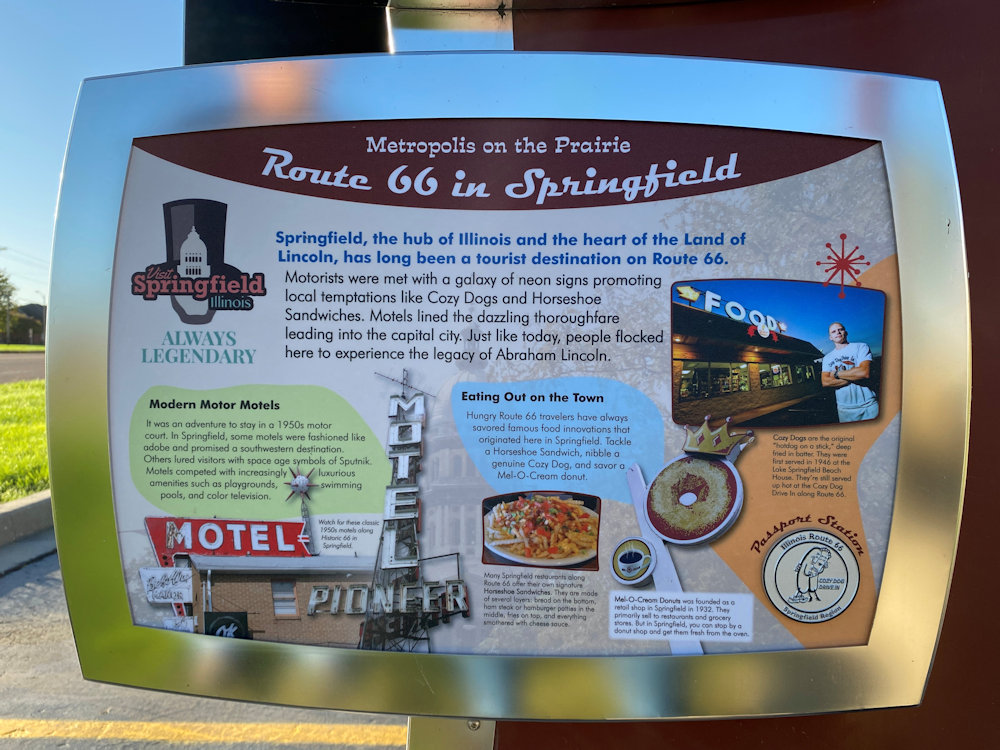 Metropolis on the Prairie
Route 66 in Springfield
Visit
Springfield
Illinois
ALWAYS
LEGENDARY
Springfield, the hub of Illinois and the heart of the Land of
Lincoln, has long been a tourist destination on Route 66.
Motorists were met with a galaxy of neon signs promoting
local temptations like Cozy Dogs and Horseshoe
Sandwiches. Motels lined the dazzling thoroughfare
leading into the capital city. Just like today, people flocked
here to experience the legacy of Abraham Lincoln.
FOOD
Modern Motor Motels
It was an adventure to stay in a 1950s motor
court. In Springfield, some motels were fashioned like
adobe and promised a southwestern destination.
Others lured visitors with space age symbols of Sputnik.
Motels competed with increasingly luxurious
amenities such as playgrounds, swimming
pools, and color television.
Watch for these classic
1950s motels along
Historic 66 in
Springfield.
MOTEL
MOTEL
PIONEER
Eating Out on the Town
Hungry Route 66 travelers have always
savored famous food innovations that
originated here in Springfield. Tackle
a Horseshoe Sandwich, nibble a
genuine Cozy Dog, and savor a
Mel-O-Cream donut.
Many Springfield restaurants along
Route 66 offer their own signature
Horseshoe Sandwiches. They are made
of several layers: bread on the bottom,
ham steak or hamburger patties in the
middle, fries on top, and everything
smothered with cheese sauce.
Mel-O-Cream Donuts was founded as a
retail shop in Springfield in 1932. They
primarily sell to restaurants and grocery
stores. But in Springfield, you can stop by a
donut shop and get them fresh from the oven.
Cozy Dogs are the original
"hotdog on a stick," deep
fried in batter. They were
first served in 1946 at the
Lake Springfield Beach
House. They're still served
up hot at the Cozy Dog
Drive In along Route 66.
Passport Station
Illinois Route 66
COZY DOG
DRIVE IN
Springfield Region